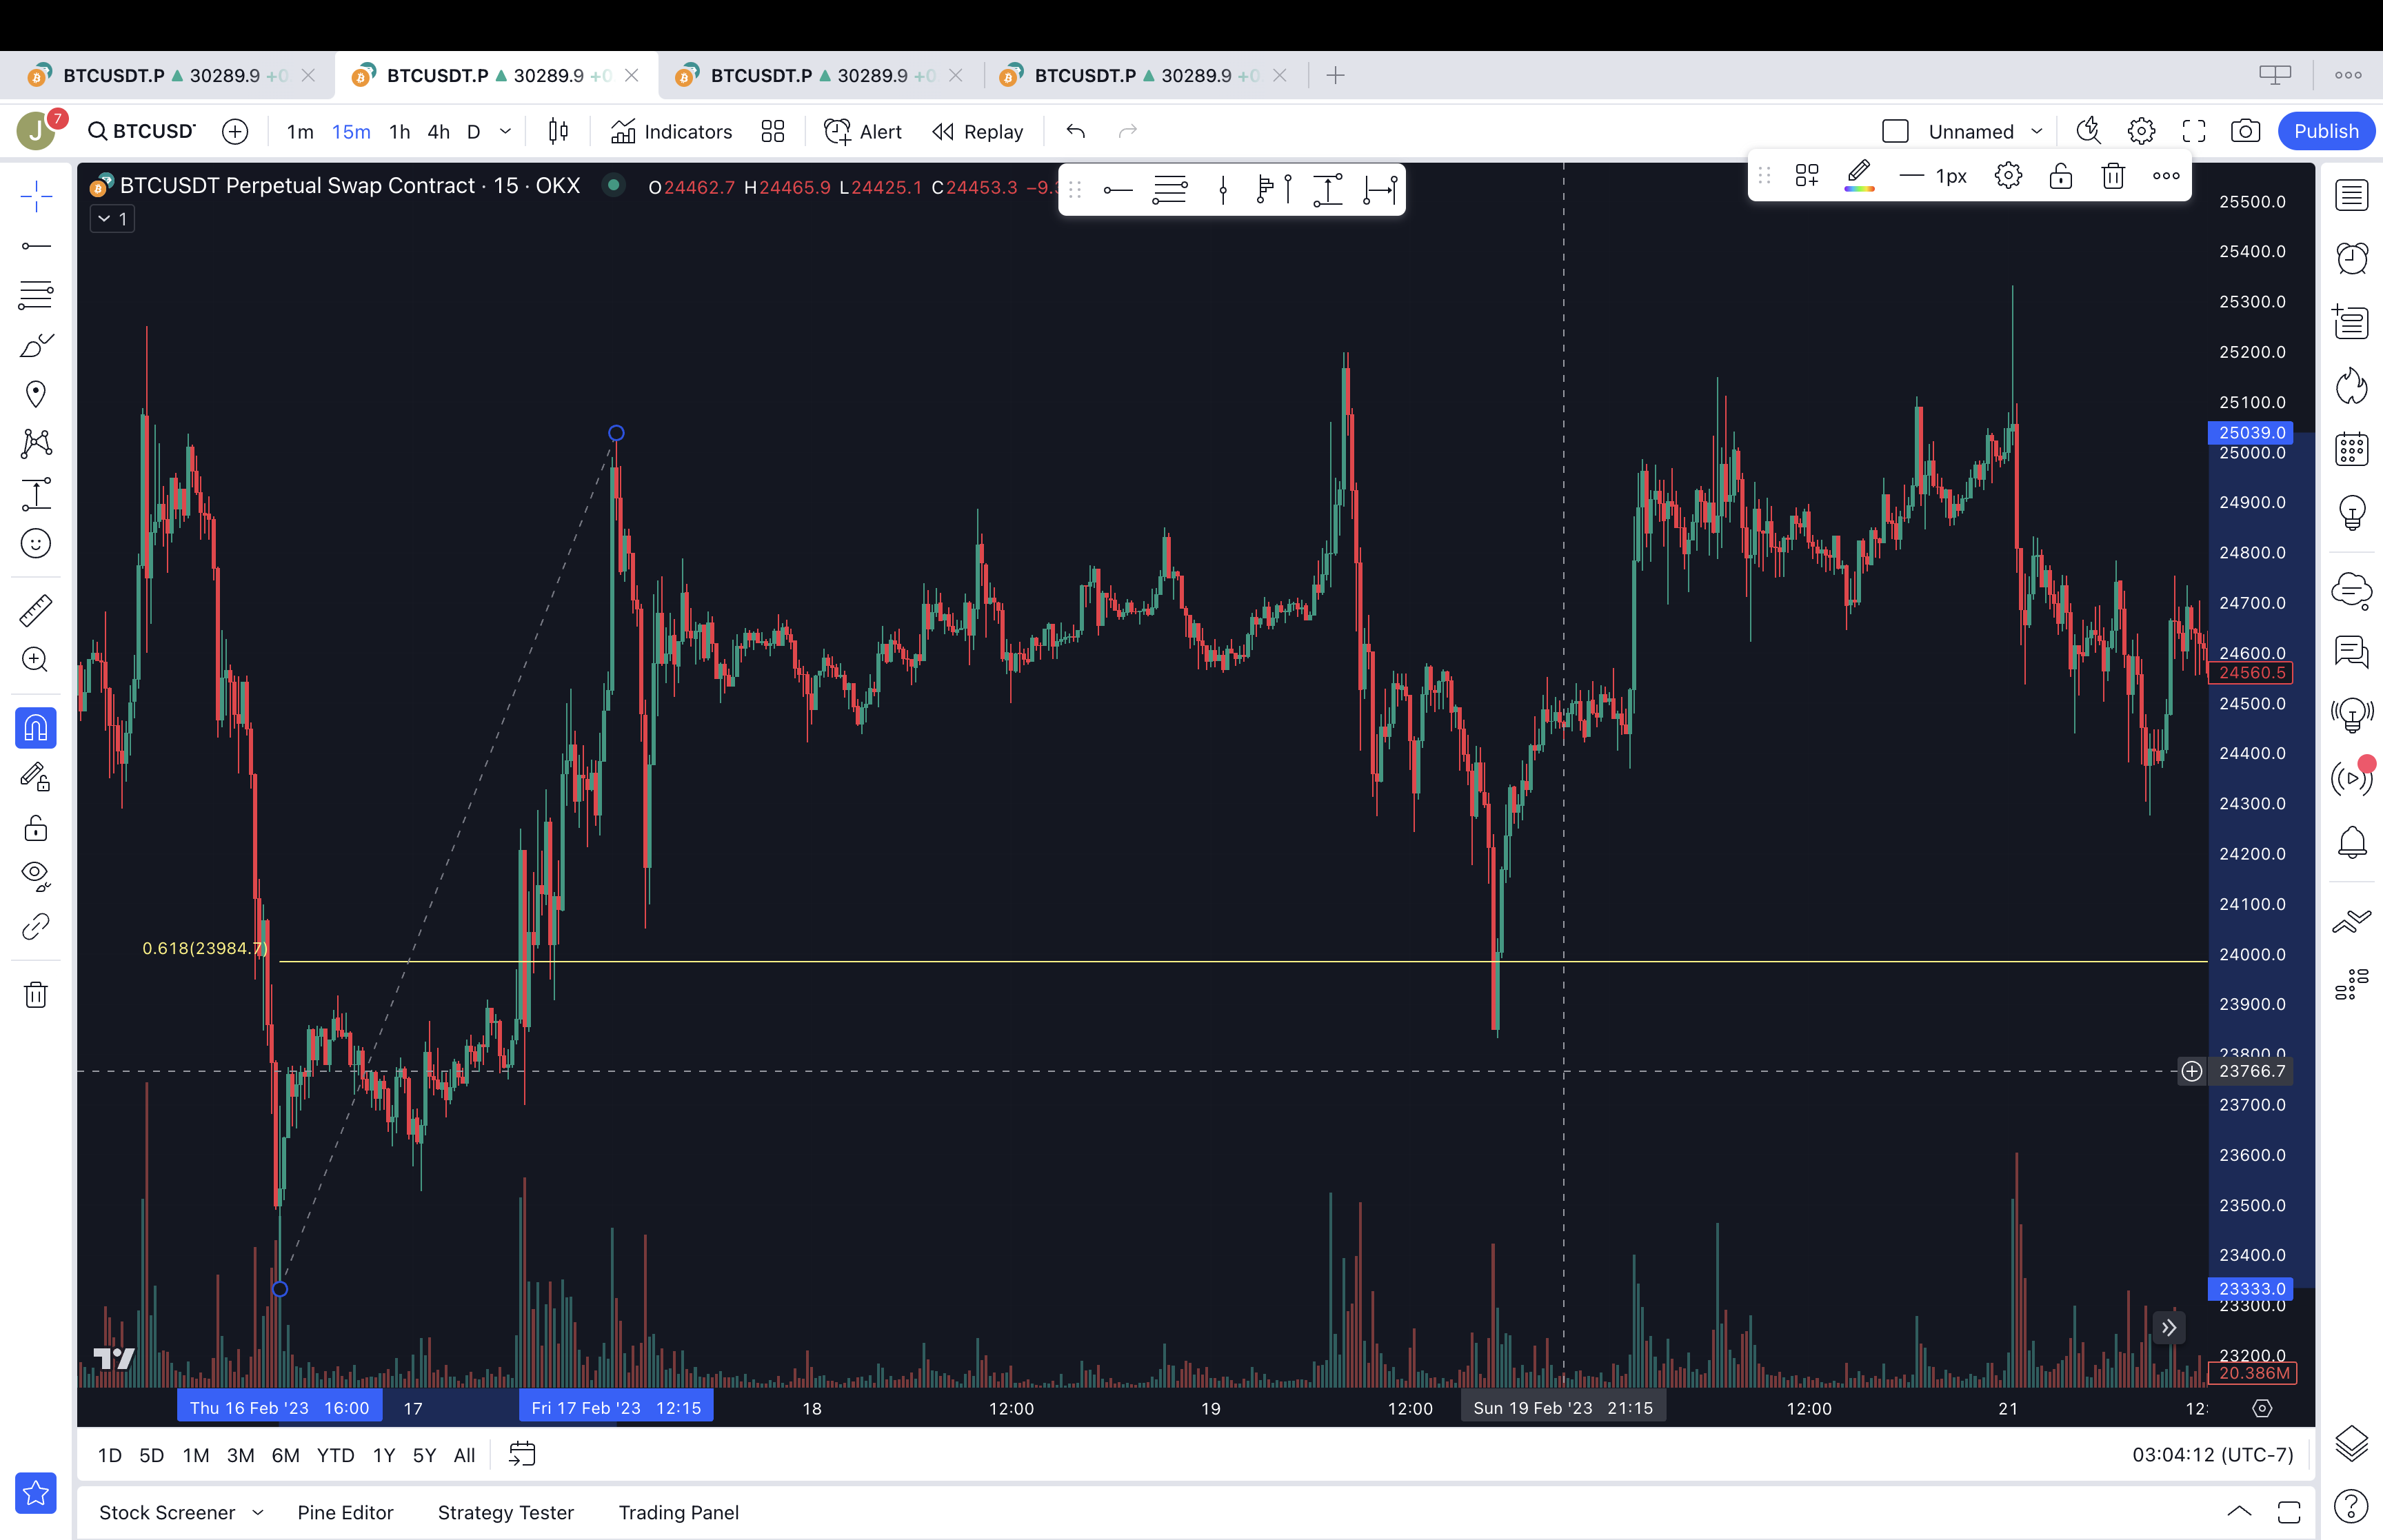 BTCUSDT.P ▲ 30289.9 +0
BTCUSDT.P ▲ 30289.9 +0
BTCUSDT.P ▲ 30289.9 +0
BTCUSDT.P ▲ 30289.9 +0
J
7
BTCUSD
1m 15m 1h 4h D
Indicators
Alert
Replay
Unnamed
Publish
BTCUSDT Perpetual Swap Contract · 15 · OKX
O24462.7 H24465.9 L24425.1 C24453.3 −9.
1px
1
25500.0
25400.0
25300.0
25200.0
25100.0
25039.0
25000.0
24900.0
24800.0
24700.0
24600.0
24560.5
24500.0
24400.0
24300.0
24200.0
24100.0
0.618(23984.7)
24000.0
23900.0
23800.0
23766.7
23700.0
23600.0
23500.0
23400.0
23333.0
23300.0
23200.0
20.386M
Thu 16 Feb '23 16:00
17
Fri 17 Feb '23 12:15
18
12:00
19
12:00
Sun 19 Feb '23 21:15
12:00
21
12:
1D 5D 1M 3M 6M YTD 1Y 5Y All
03:04:12 (UTC-7)
Stock Screener
Pine Editor
Strategy Tester
Trading Panel